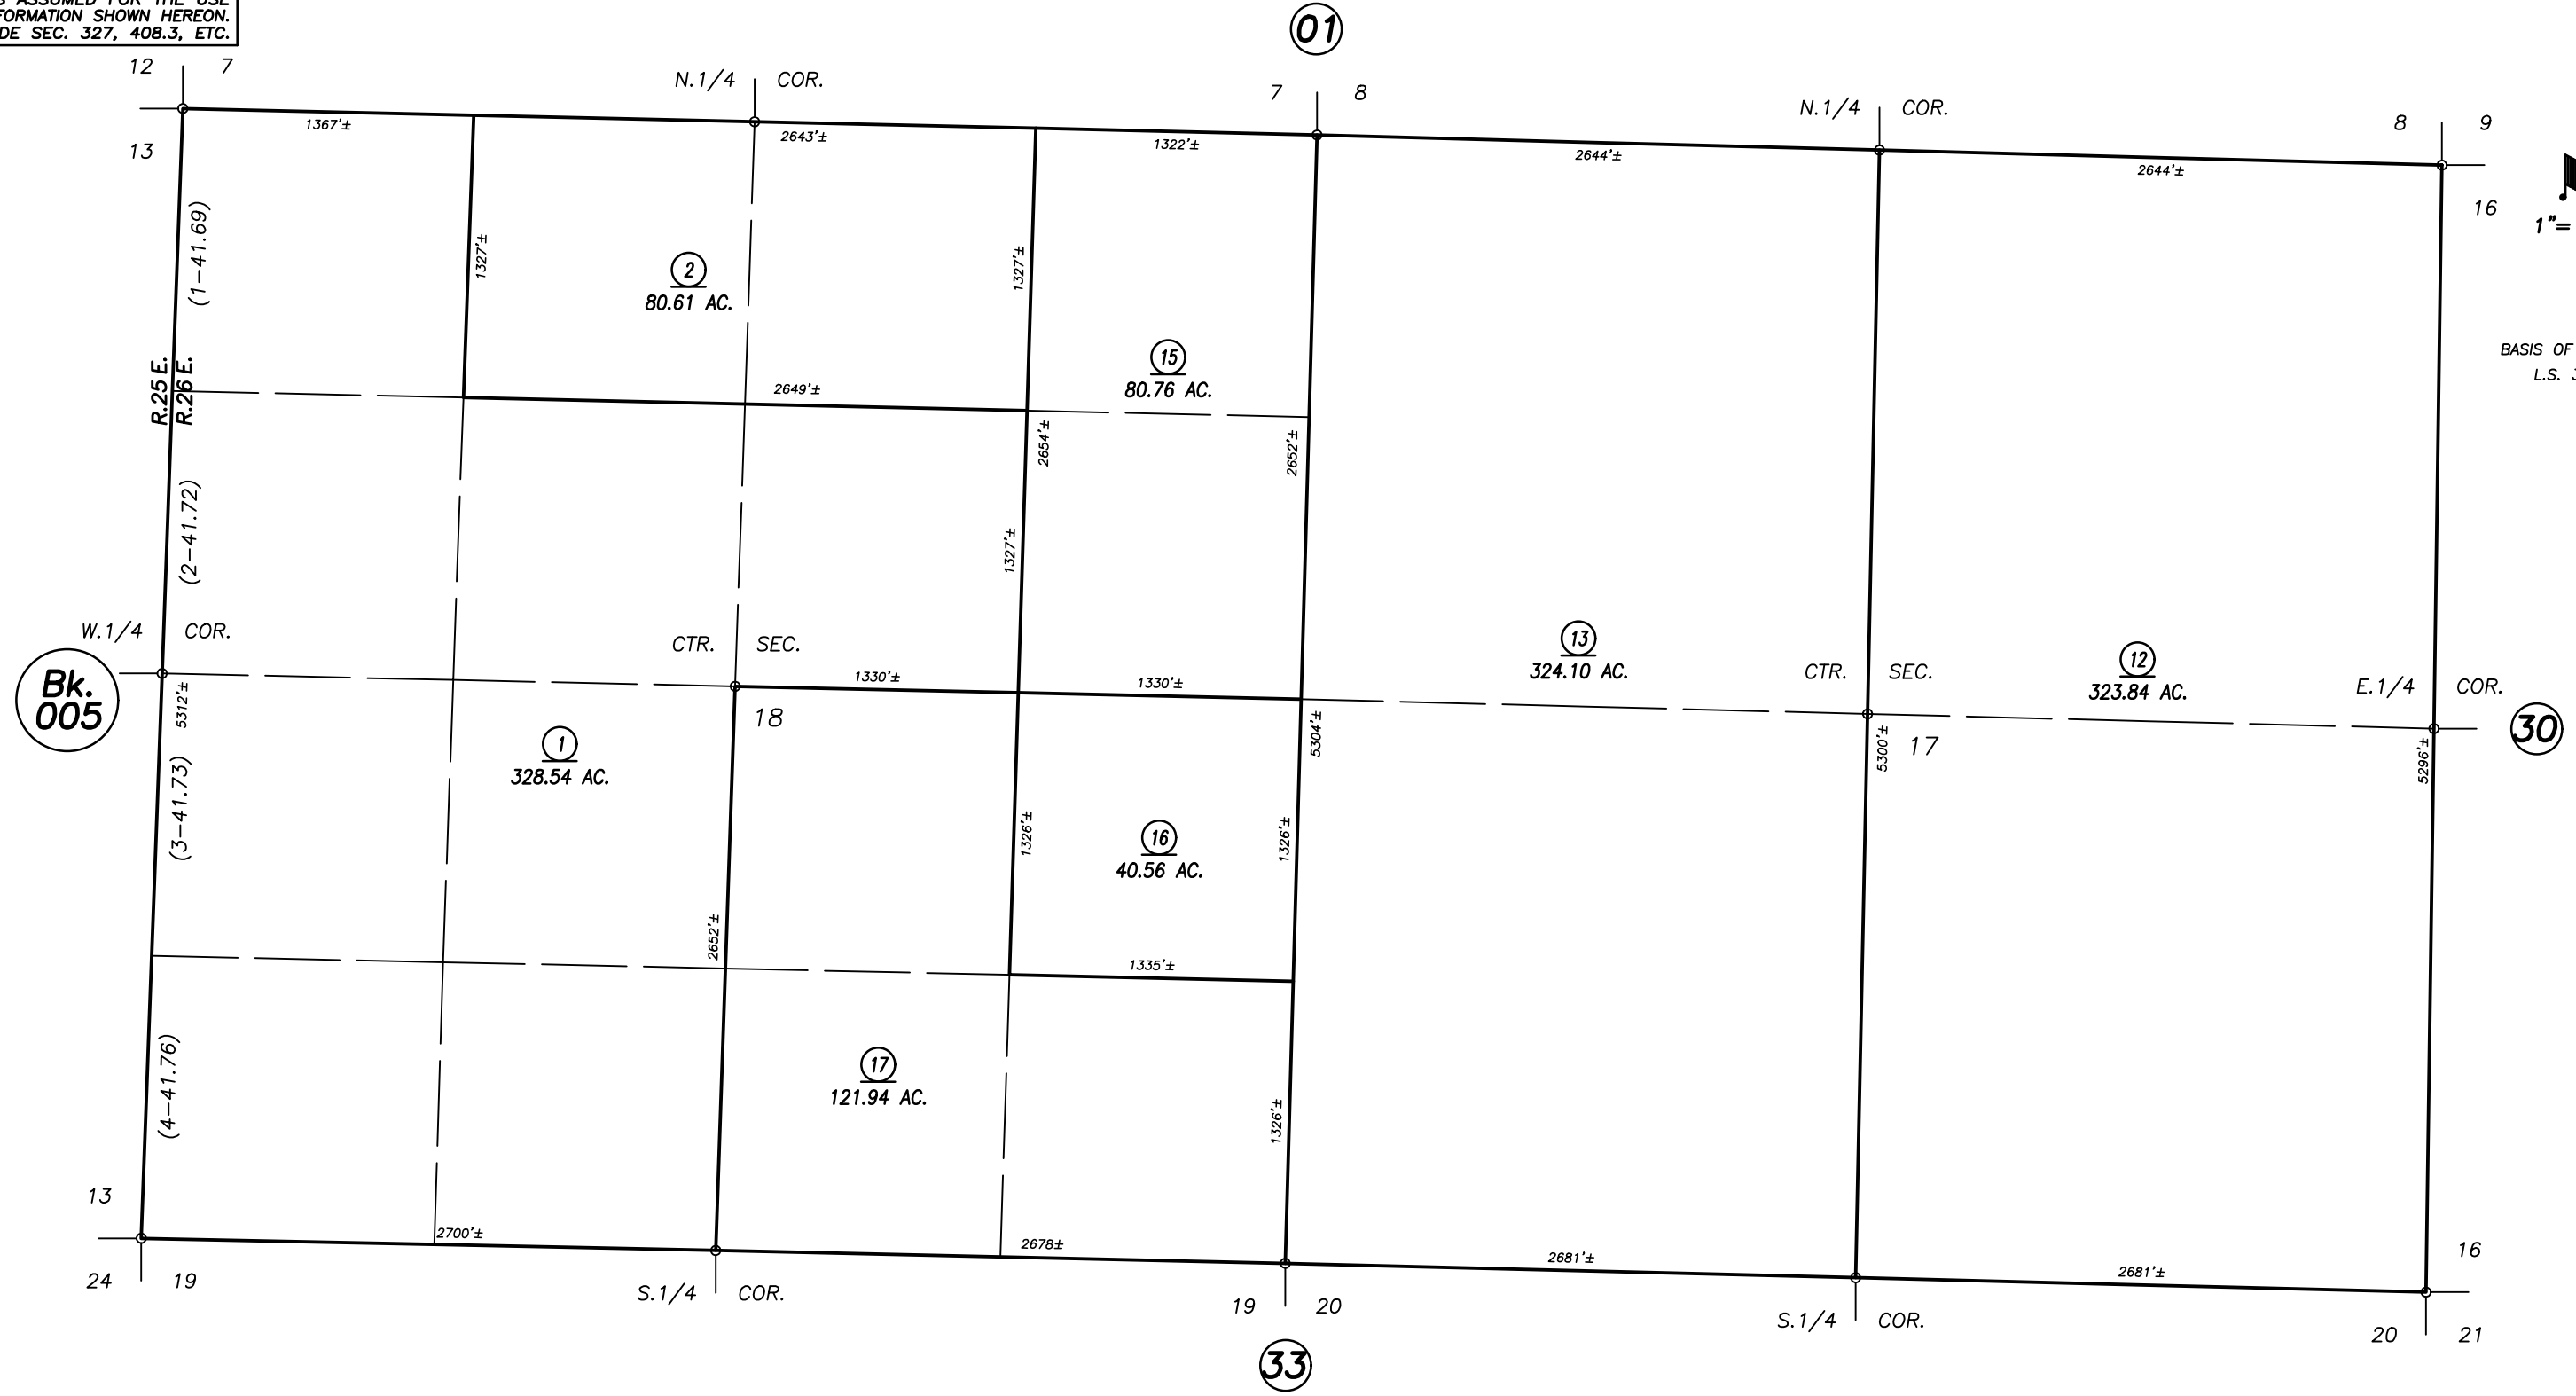 ASSUMED FOR THE USE
FORMATION SHOWN HEREON.
DE SEC. 327, 408.3, ETC.
01
12 7
N.1/4 COR.
7 8
N.1/4 COR.
8 9
13
1367'±
2643'±
1322'±
2644'±
2644'±
16
1"=
(1-41.69)
1327'±
2
80.61 AC.
1327'±
15
80.76 AC.
BASIS OF
L.S.
R.25 E.
R.26 E.
2649'±
2654'±
2652'±
(2-41.72)
1327'±
W.1/4 COR.
CTR. SEC.
13
324.10 AC.
CTR. SEC.
12
323.84 AC.
E.1/4 COR.
Bk.
005
5312'±
1330'±
1330'±
18
5304'±
5300'±
17
5296'±
30
1
328.54 AC.
(3-41.73)
1326'±
16
40.56 AC.
1326'±
2652'±
1335'±
(4-41.76)
17
121.94 AC.
1326'±
13
2700'±
2678±
2681'±
2681'±
16
24 19
S.1/4 COR.
19 20
S.1/4 COR.
20 21
33